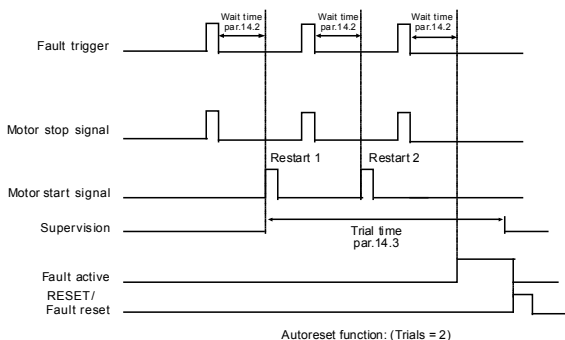 Wait time
par.14.2
Wait time
par.14.2
Wait time
par.14.2
Fault trigger
Motor stop signal
Restart 1
Restart 2
Motor start signal
Supervision
Trial time
par.14.3
Fault active
RESET/
Fault reset
Autoreset function: (Trials = 2)